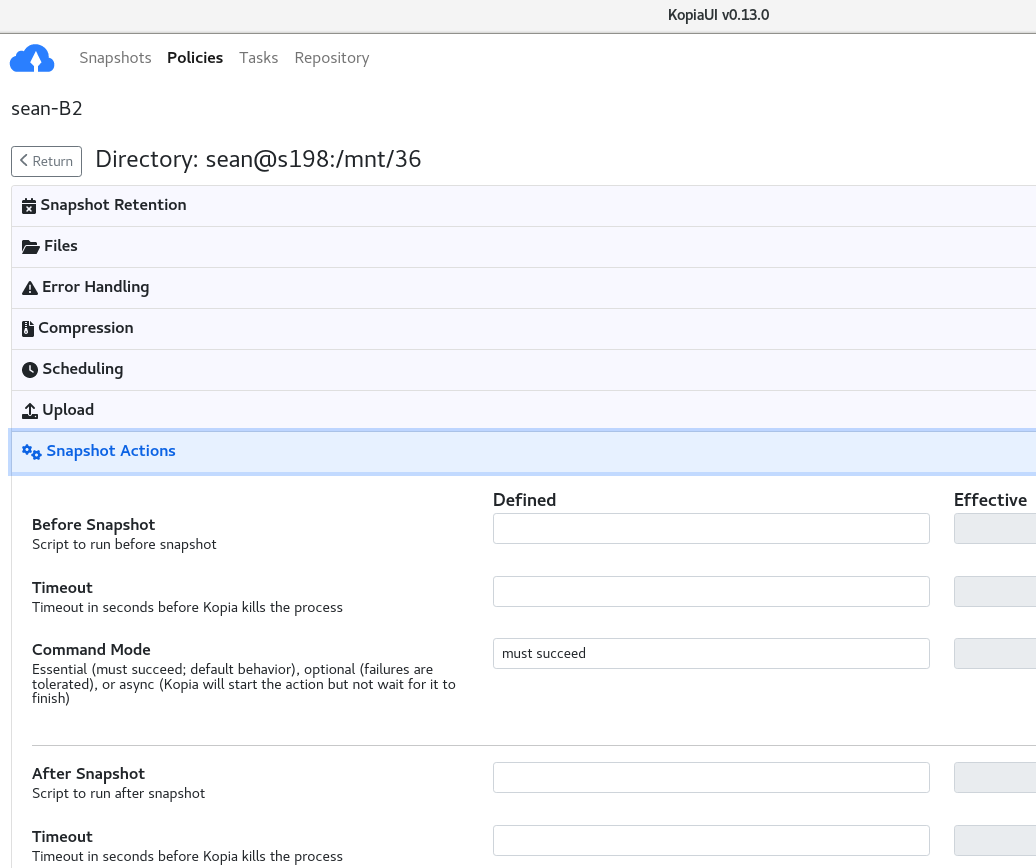 KopiaUI v0.13.0
Snapshots Policies Tasks Repository
sean-B2
Return Directory: sean@s198:/mnt/36
Snapshot Retention
Files
Error Handling
Compression
Scheduling
Upload
Snapshot Actions
Defined Effective
Before Snapshot
Script to run before snapshot
Timeout
Timeout in seconds before Kopia kills the process
Command Mode
must succeed
Essential (must succeed; default behavior), optional (failures are
tolerated), or async (Kopia will start the action but not wait for it to
finish)
After Snapshot
Script to run after snapshot
Timeout
Timeout in seconds before Kopia kills the process